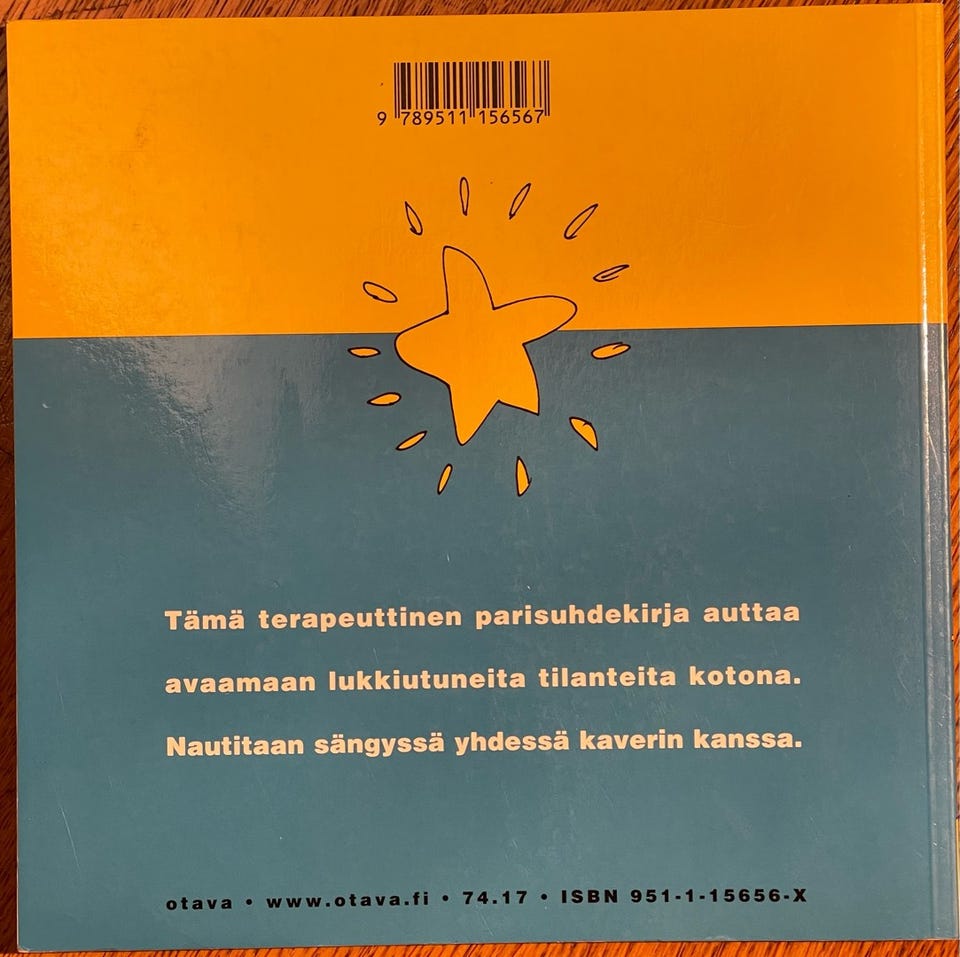 9 789511 156567
Tämä terapeuttinen parisuhdekirja auttaa
avaamaan lukkiutuneita tilanteita kotona.
Nautitaan sängyssä yhdessä kaverin kanssa.
otava • www.otava.fi • 74.17 • ISBN 951-1-15656-X